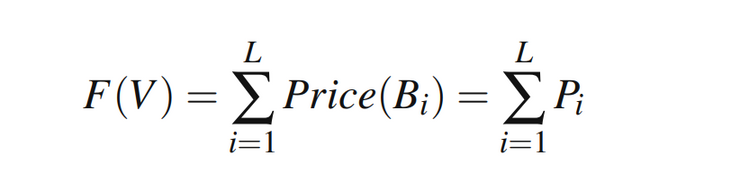 F(V) = \sum_{i=1}^{L} Price(B_i) = \sum_{i=1}^{L} P_i